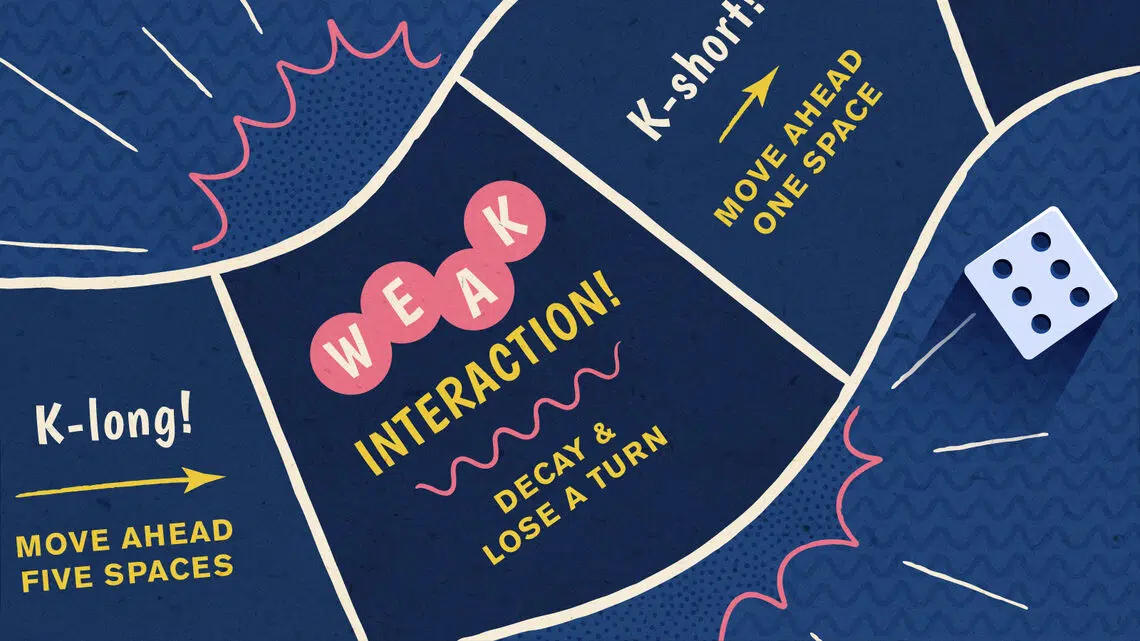 K-long!
MOVE AHEAD
FIVE SPACES
WEAK
INTERACTION!
DECAY &
LOSE A TURN
K-short!
MOVE AHEAD
ONE SPACE